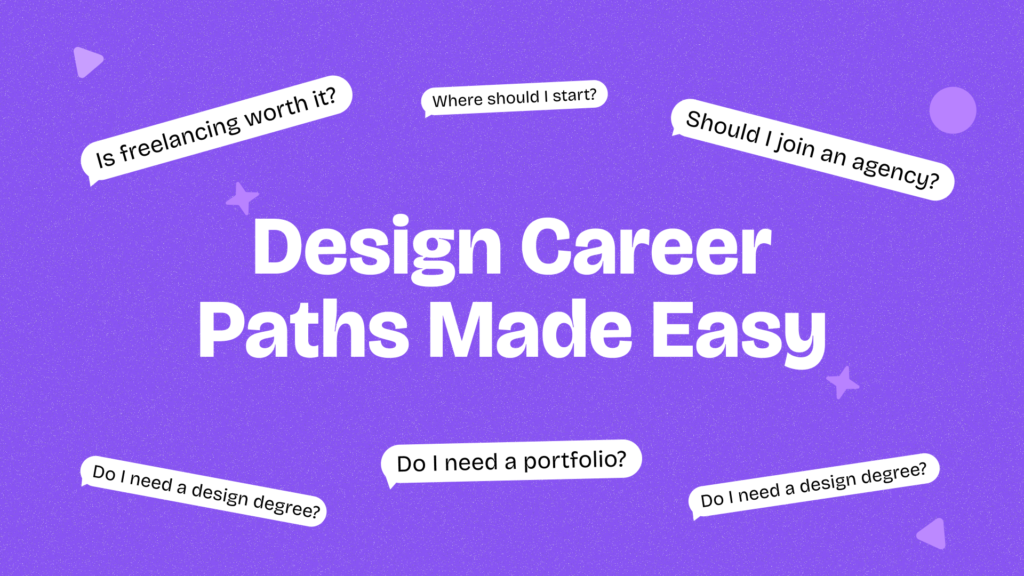 Is freelancing worth it?
Where should I start?
Should I join an agency?
Design Career
Paths Made Easy
Do I need a design degree?
Do I need a portfolio?
Do I need a design degree?